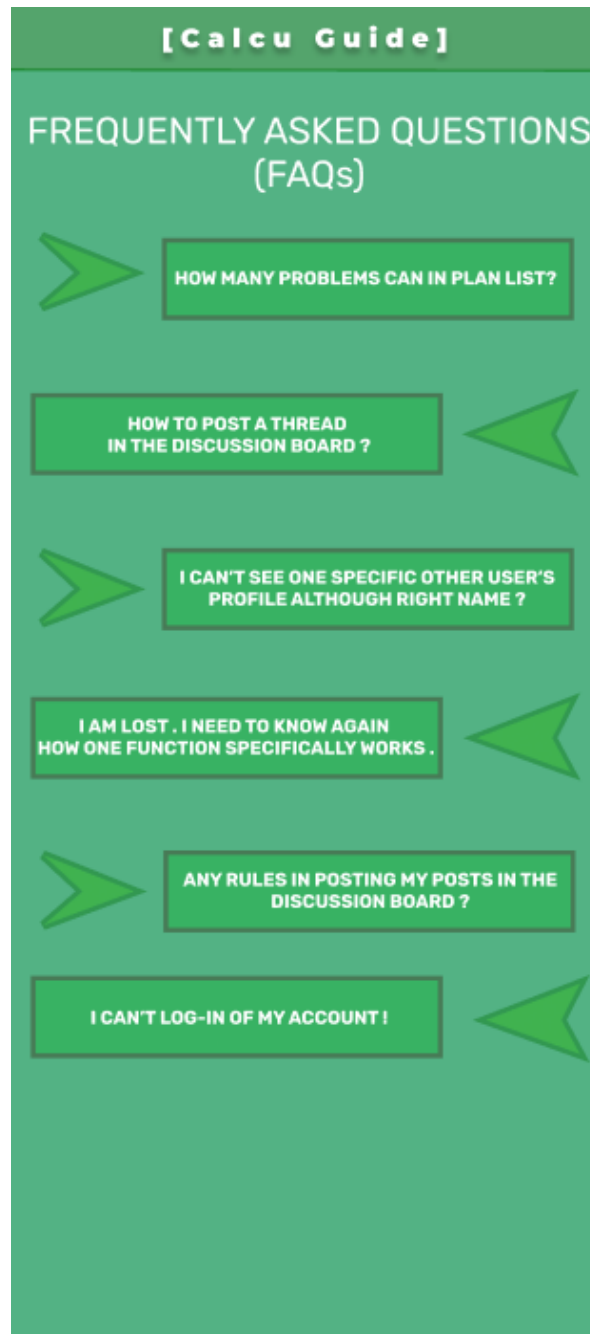 [Calcu Guide]
FREQUENTLY ASKED QUESTIONS
(FAQs)
HOW MANY PROBLEMS CAN IN PLAN LIST?
HOW TO POST A THREAD
IN THE DISCUSSION BOARD ?
I CAN'T SEE ONE SPECIFIC OTHER USER'S
PROFILE ALTHOUGH RIGHT NAME ?
I AM LOST . I NEED TO KNOW AGAIN
HOW ONE FUNCTION SPECIFICALLY WORKS .
ANY RULES IN POSTING MY POSTS IN THE
DISCUSSION BOARD ?
I CAN'T LOG-IN OF MY ACCOUNT !